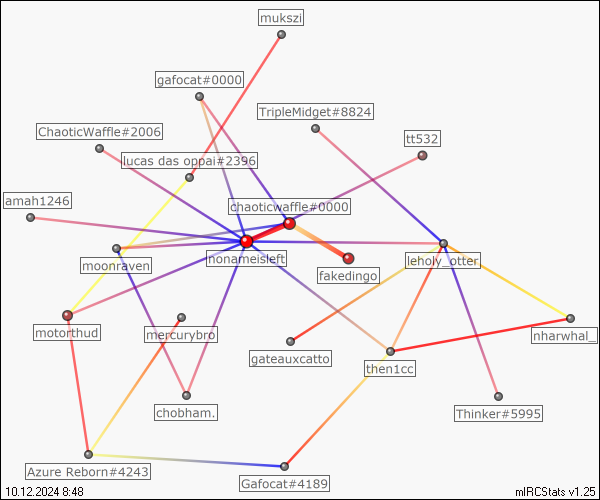 mukszi
gafocat#0000
TripleMidget#8824
ChaoticWaffle#2006
tt532
lucas das oppai#2396
amah1246
chaoticwaffle#0000
moonraven
nonameisleft
leholy_otter
fakedingo
motorthud
mercurybro
nharwhal_
gateauxcatto
then1cc
chobham.
Thinker#5995
Azure Reborn#4243
Gafocat#4189
10.12.2024 8:48
mIRCStats v1.25